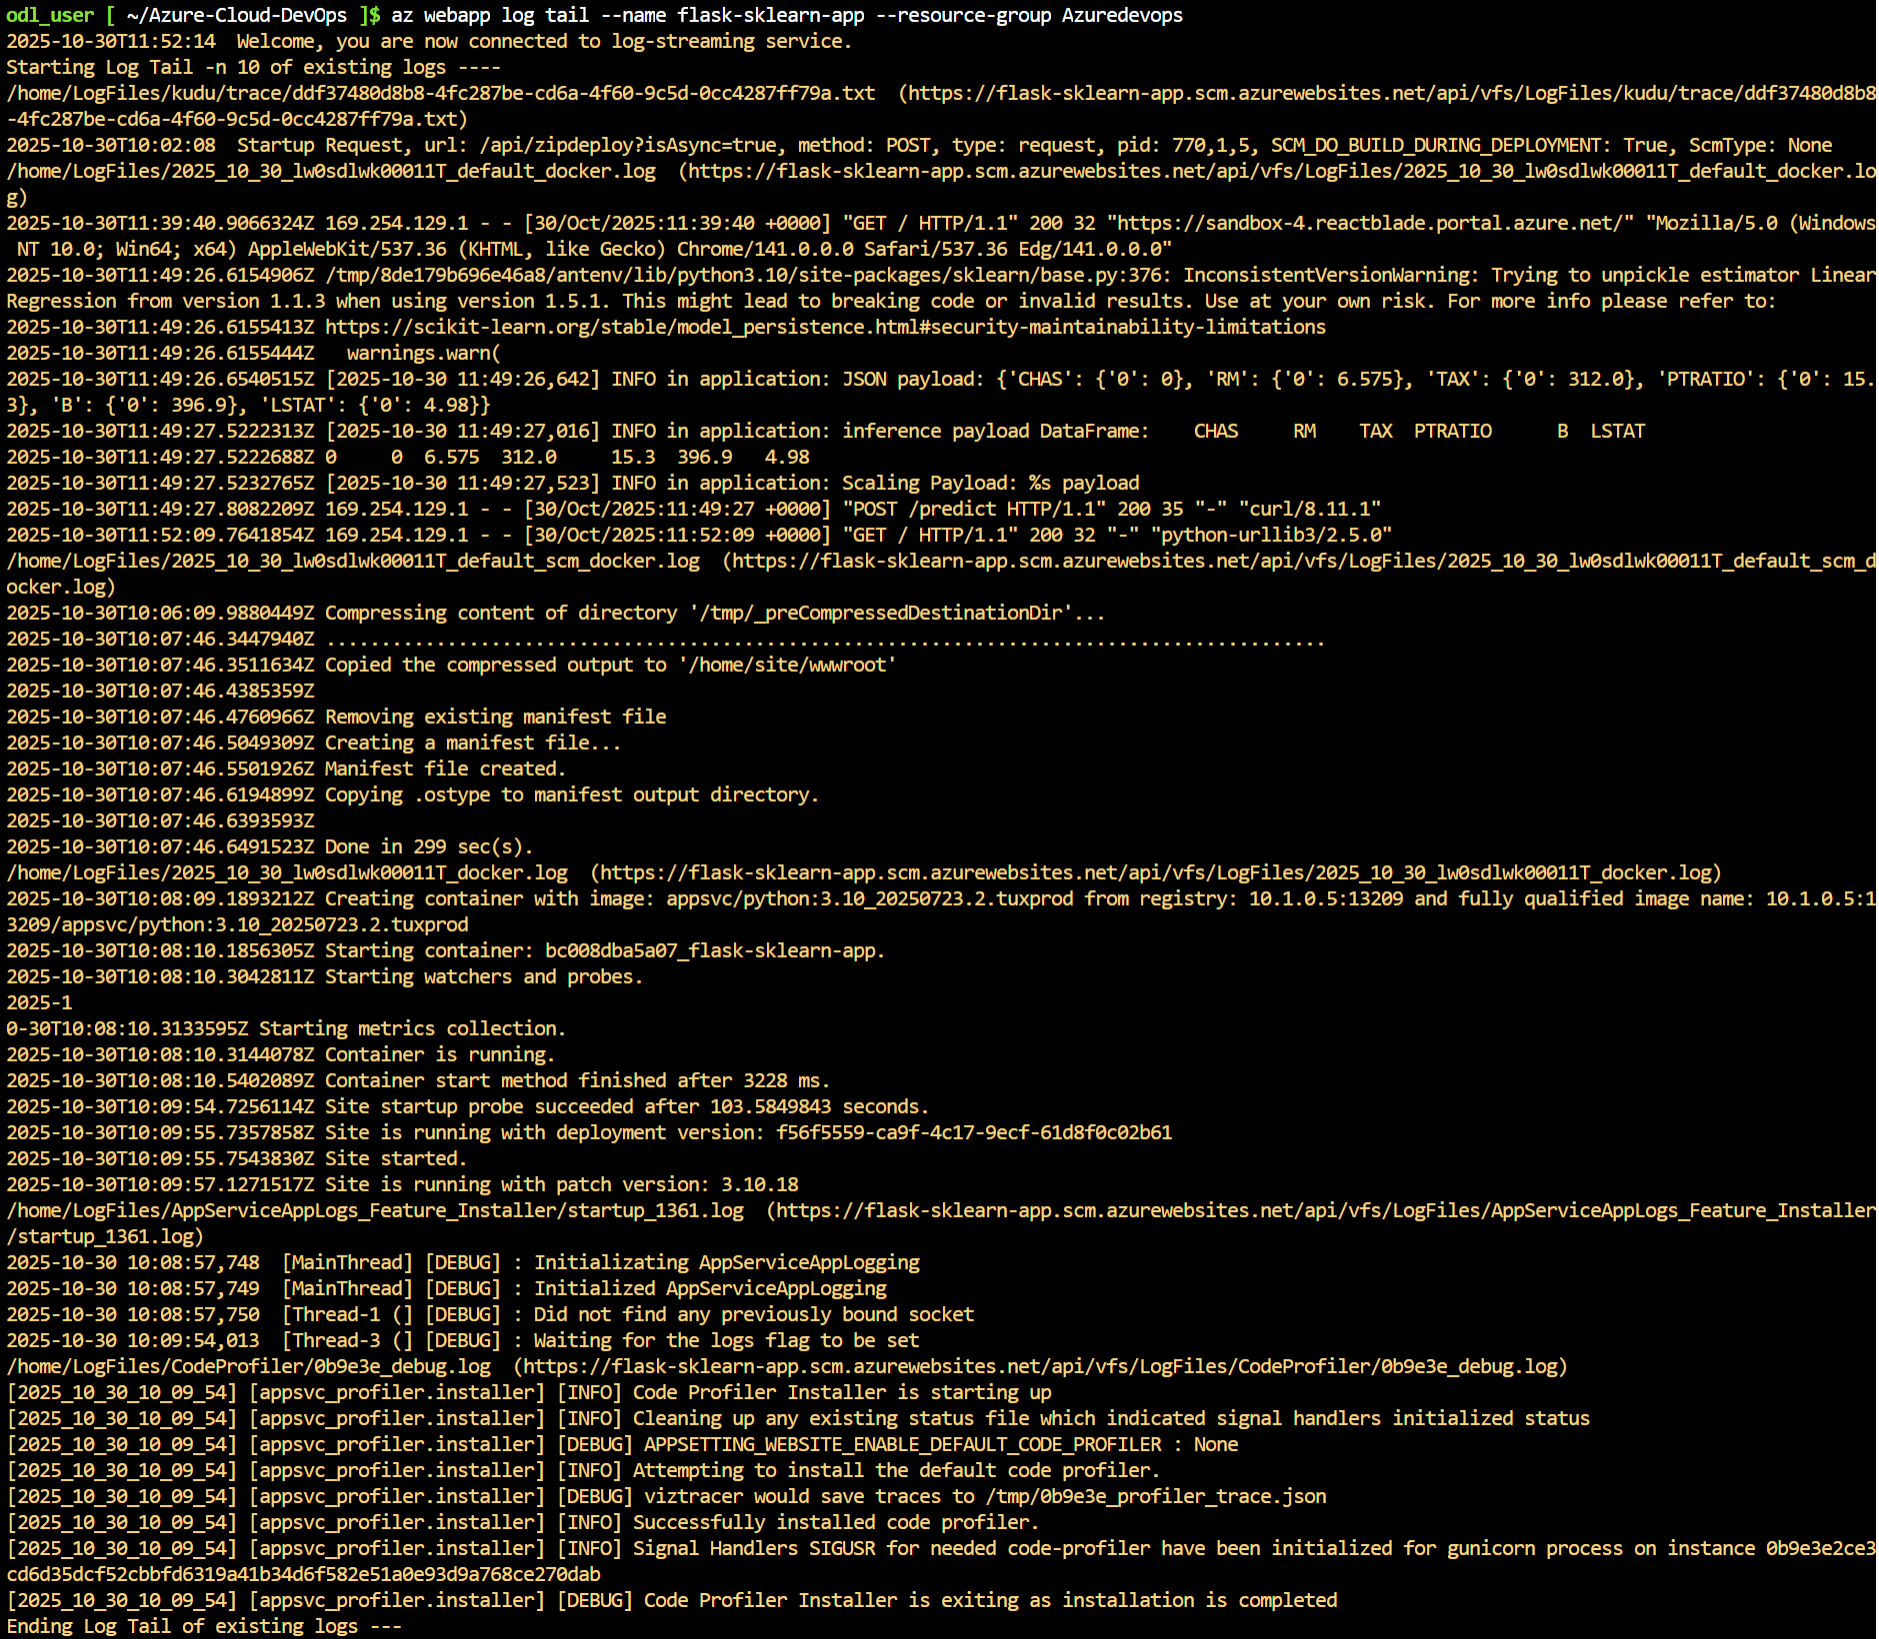 odl_user [ ~/Azure-Cloud-DevOps ]$ az webapp log tail --name flask-sklearn-app --resource-group Azuredevops
2025-10-30T11:52:14  Welcome, you are now connected to log-streaming service.
Starting Log Tail -n 10 of existing logs ----
/home/LogFiles/kudu/trace/ddf37480d8b8-4fc287be-cd6a-4f60-9c5d-0cc4287ff79a.txt  (https://flask-sklearn-app.scm.azurewebsites.net/api/vfs/LogFiles/kudu/trace/ddf37480d8b8
-4fc287be-cd6a-4f60-9c5d-0cc4287ff79a.txt)
2025-10-30T10:02:08  Startup Request, url: /api/zipdeploy?isAsync=true, method: POST, type: request, pid: 770,1,5, SCM_DO_BUILD_DURING_DEPLOYMENT: True, ScmType: None
/home/LogFiles/2025_10_30_lw0sdlwk00011T_default_docker.log  (https://flask-sklearn-app.scm.azurewebsites.net/api/vfs/LogFiles/2025_10_30_lw0sdlwk00011T_default_docker.lo
g)
2025-10-30T11:39:40.9066324Z 169.254.129.1 - - [30/Oct/2025:11:39:40 +0000] "GET / HTTP/1.1" 200 32 "https://sandbox-4.reactblade.portal.azure.net/" "Mozilla/5.0 (Windows
 NT 10.0; Win64; x64) AppleWebKit/537.36 (KHTML, like Gecko) Chrome/141.0.0.0 Safari/537.36 Edg/141.0.0.0"
2025-10-30T11:49:26.6154906Z /tmp/8de179b696e46a8/antenv/lib/python3.10/site-packages/sklearn/base.py:376: InconsistentVersionWarning: Trying to unpickle estimator Linear
Regression from version 1.1.3 when using version 1.5.1. This might lead to breaking code or invalid results. Use at your own risk. For more info please refer to:
2025-10-30T11:49:26.6155413Z https://scikit-learn.org/stable/model_persistence.html#security-maintainability-limitations
2025-10-30T11:49:26.6155444Z   warnings.warn(
2025-10-30T11:49:26.6540515Z [2025-10-30 11:49:26,642] INFO in application: JSON payload: {'CHAS': {'0': 0}, 'RM': {'0': 6.575}, 'TAX': {'0': 312.0}, 'PTRATIO': {'0': 15.
3}, 'B': {'0': 396.9}, 'LSTAT': {'0': 4.98}}
2025-10-30T11:49:27.5222313Z [2025-10-30 11:49:27,016] INFO in application: inference payload DataFrame:    CHAS     RM    TAX  PTRATIO      B  LSTAT
2025-10-30T11:49:27.5222688Z 0     0  6.575  312.0     15.3  396.9   4.98
2025-10-30T11:49:27.5232765Z [2025-10-30 11:49:27,523] INFO in application: Scaling Payload: %s payload
2025-10-30T11:49:27.8082209Z 169.254.129.1 - - [30/Oct/2025:11:49:27 +0000] "POST /predict HTTP/1.1" 200 35 "-" "curl/8.11.1"
2025-10-30T11:52:09.7641854Z 169.254.129.1 - - [30/Oct/2025:11:52:09 +0000] "GET / HTTP/1.1" 200 32 "-" "python-urllib3/2.5.0"
/home/LogFiles/2025_10_30_lw0sdlwk00011T_default_scm_docker.log  (https://flask-sklearn-app.scm.azurewebsites.net/api/vfs/LogFiles/2025_10_30_lw0sdlwk00011T_default_scm_d
ocker.log)
2025-10-30T10:06:09.9880449Z Compressing content of directory '/tmp/_preCompressedDestinationDir'...
2025-10-30T10:07:46.3447940Z ...........................................................................................
2025-10-30T10:07:46.3511634Z Copied the compressed output to '/home/site/wwwroot'
2025-10-30T10:07:46.4385359Z
2025-10-30T10:07:46.4760966Z Removing existing manifest file
2025-10-30T10:07:46.5049309Z Creating a manifest file...
2025-10-30T10:07:46.5501926Z Manifest file created.
2025-10-30T10:07:46.6194899Z Copying .ostype to manifest output directory.
2025-10-30T10:07:46.6393593Z
2025-10-30T10:07:46.6491523Z Done in 299 sec(s).
/home/LogFiles/2025_10_30_lw0sdlwk00011T_docker.log  (https://flask-sklearn-app.scm.azurewebsites.net/api/vfs/LogFiles/2025_10_30_lw0sdlwk00011T_docker.log)
2025-10-30T10:08:09.1893212Z Creating container with image: appsvc/python:3.10_20250723.2.tuxprod from registry: 10.1.0.5:13209 and fully qualified image name: 10.1.0.5:1
3209/appsvc/python:3.10_20250723.2.tuxprod
2025-10-30T10:08:10.1856305Z Starting container: bc008dba5a07_flask-sklearn-app.
2025-10-30T10:08:10.3042811Z Starting watchers and probes.
2025-1
0-30T10:08:10.3133595Z Starting metrics collection.
2025-10-30T10:08:10.3144078Z Container is running.
2025-10-30T10:08:10.5402089Z Container start method finished after 3228 ms.
2025-10-30T10:09:54.7256114Z Site startup probe succeeded after 103.5849843 seconds.
2025-10-30T10:09:55.7357858Z Site is running with deployment version: f56f5559-ca9f-4c17-9ecf-61d8f0c02b61
2025-10-30T10:09:55.7543830Z Site started.
2025-10-30T10:09:57.1271517Z Site is running with patch version: 3.10.18
/home/LogFiles/AppServiceAppLogs_Feature_Installer/startup_1361.log  (https://flask-sklearn-app.scm.azurewebsites.net/api/vfs/LogFiles/AppServiceAppLogs_Feature_Installer
/startup_1361.log)
2025-10-30 10:08:57,748  [MainThread] [DEBUG] : Initializating AppServiceAppLogging
2025-10-30 10:08:57,749  [MainThread] [DEBUG] : Initialized AppServiceAppLogging
2025-10-30 10:08:57,750  [Thread-1 (] [DEBUG] : Did not find any previously bound socket
2025-10-30 10:09:54,013  [Thread-3 (] [DEBUG] : Waiting for the logs flag to be set
/home/LogFiles/CodeProfiler/0b9e3e_debug.log  (https://flask-sklearn-app.scm.azurewebsites.net/api/vfs/LogFiles/CodeProfiler/0b9e3e_debug.log)
[2025_10_30_10_09_54] [appsvc_profiler.installer] [INFO] Code Profiler Installer is starting up
[2025_10_30_10_09_54] [appsvc_profiler.installer] [INFO] Cleaning up any existing status file which indicated signal handlers initialized status
[2025_10_30_10_09_54] [appsvc_profiler.installer] [DEBUG] APPSETTING_WEBSITE_ENABLE_DEFAULT_CODE_PROFILER : None
[2025_10_30_10_09_54] [appsvc_profiler.installer] [INFO] Attempting to install the default code profiler.
[2025_10_30_10_09_54] [appsvc_profiler.installer] [DEBUG] viztracer would save traces to /tmp/0b9e3e_profiler_trace.json
[2025_10_30_10_09_54] [appsvc_profiler.installer] [INFO] Successfully installed code profiler.
[2025_10_30_10_09_54] [appsvc_profiler.installer] [INFO] Signal Handlers SIGUSR for needed code-profiler have been initialized for gunicorn process on instance 0b9e3e2ce3
cd6d35dcf52cbbfd6319a41b34d6f582e51a0e93d9a768ce270dab
[2025_10_30_10_09_54] [appsvc_profiler.installer] [DEBUG] Code Profiler Installer is exiting as installation is completed
Ending Log Tail of existing logs ---